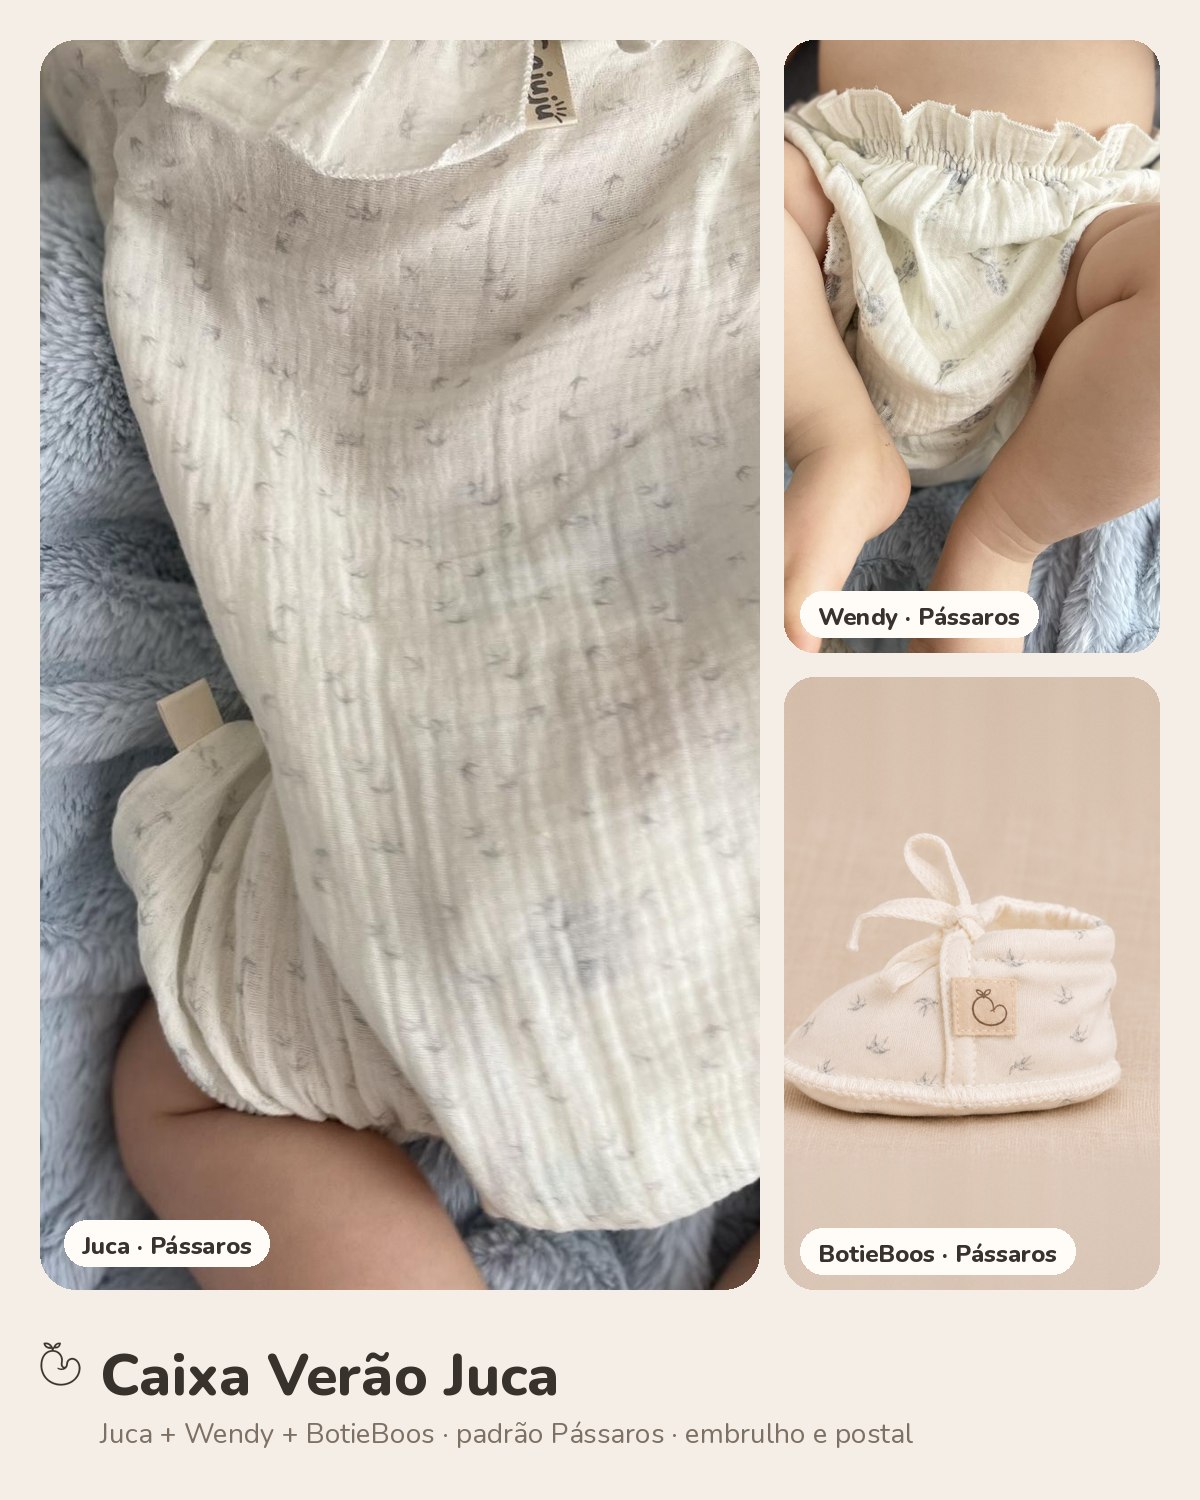 Juca · Pássaros
Wendy · Pássaros
BotieBoos · Pássaros
Caixa Verão Juca
Juca + Wendy + BotieBoos · padrão Pássaros · embrulho e postal